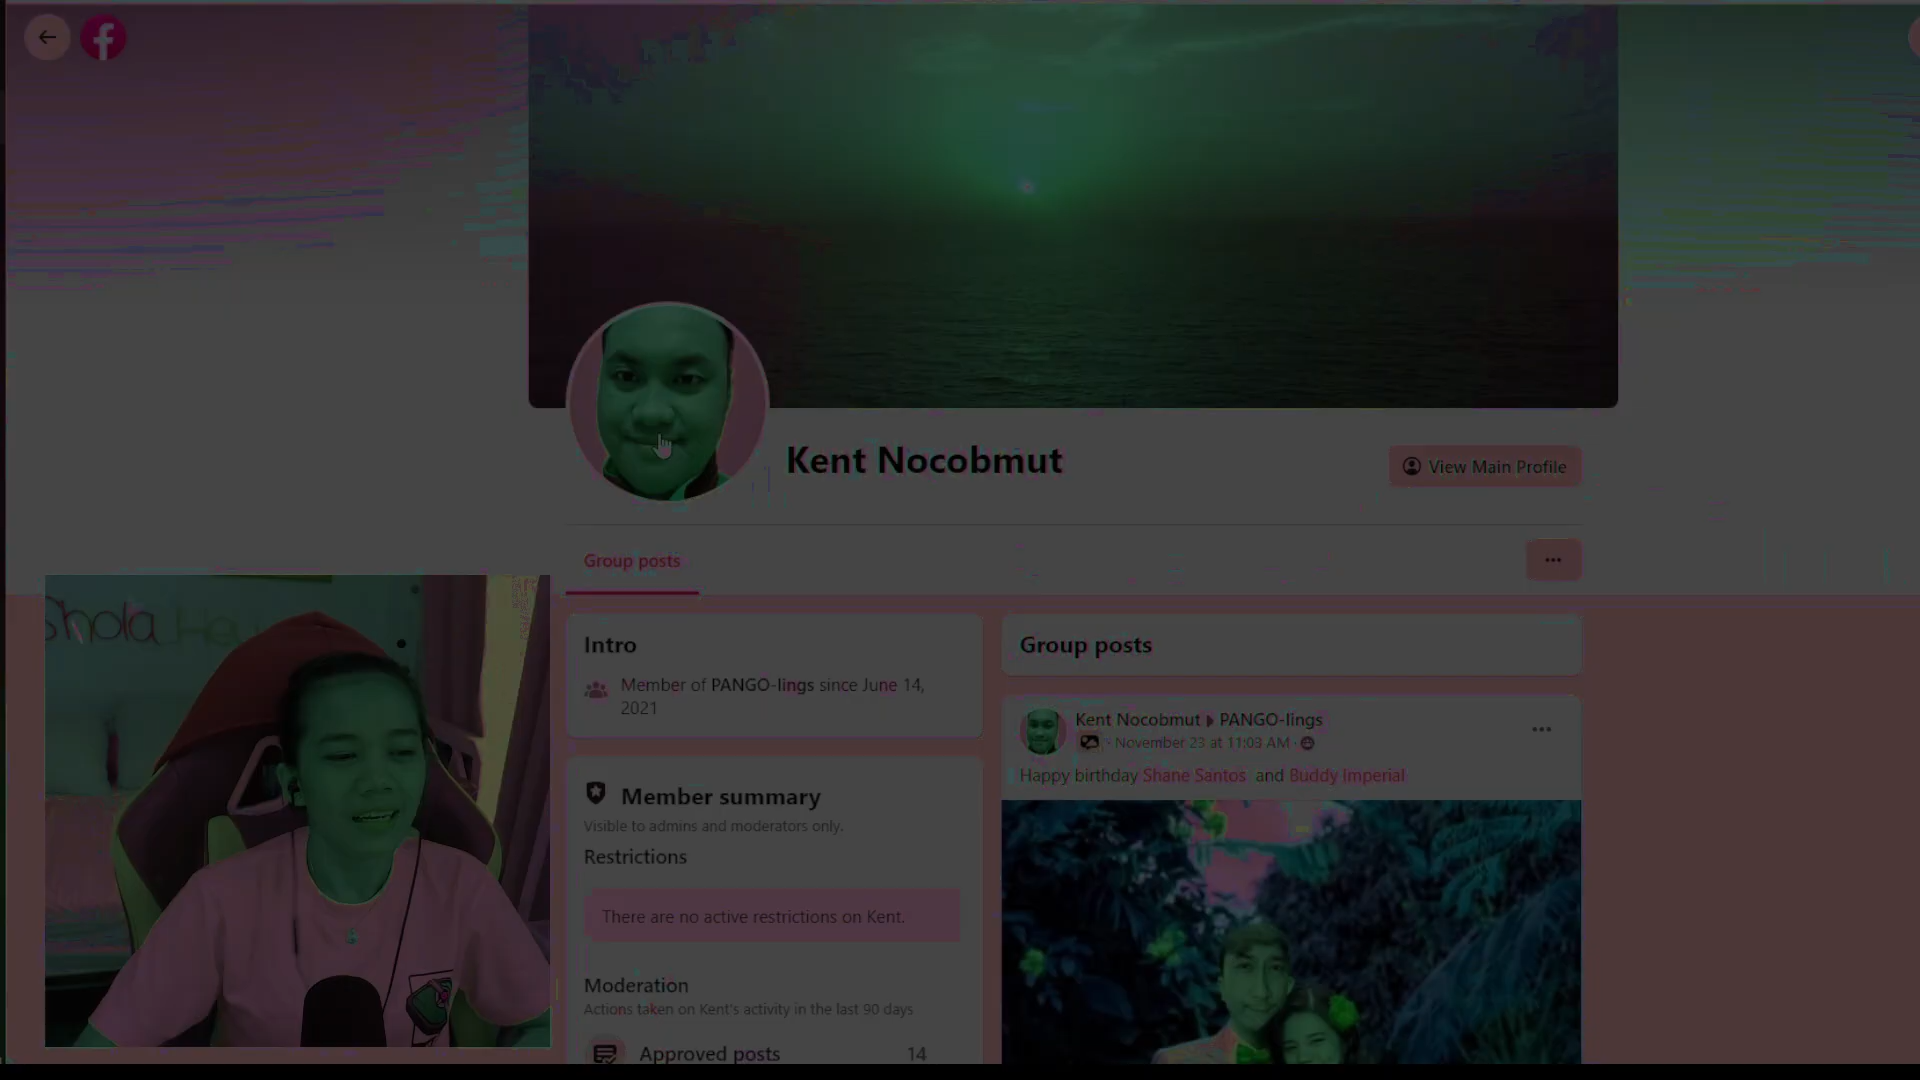 Kent Nocobmut
View Main Profile
Group posts
Shola
Intro
Member of PANGO-lings since June 14,
2021
Member summary
Visible to admins and moderators only.
Restrictions
There are no active restrictions on Kent.
Moderation
Actions taken on Kent's activity in the last 90 days
Approved posts 14
Group posts
Kent Nocobmut PANGO-lings
· November 23 at 11:03 AM ·
Happy birthday Shane Santos and Buddy Imperial